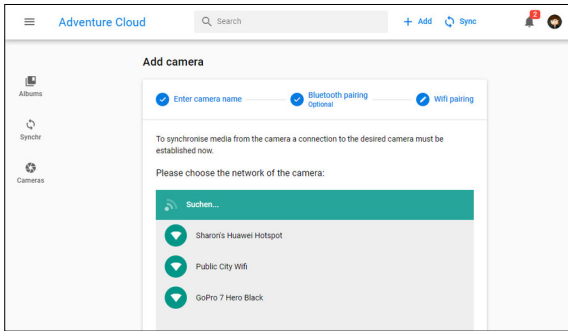 Adventure Cloud
Search
Add
Sync
2
Add camera
Albums
Enter camera name
Bluetooth pairing
Optional
Wifi pairing
Synchr
To synchronise media from the camera a connection to the desired camera must be
established now.
Cameras
Please choose the network of the camera:
Suchen...
Sharon's Huawei Hotspot
Public City Wifi
GoPro 7 Hero Black